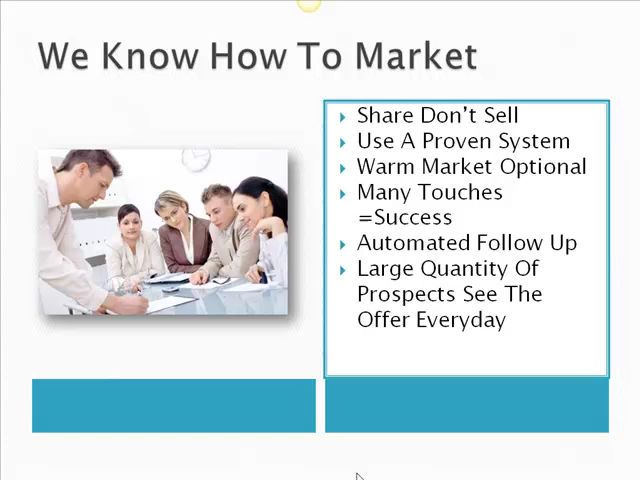 We Know How To Market
Share Don't Sell
Use A Proven System
Warm Market Optional
Many Touches
=Success
Automated Follow Up
Large Quantity Of
Prospects See The
Offer Everyday